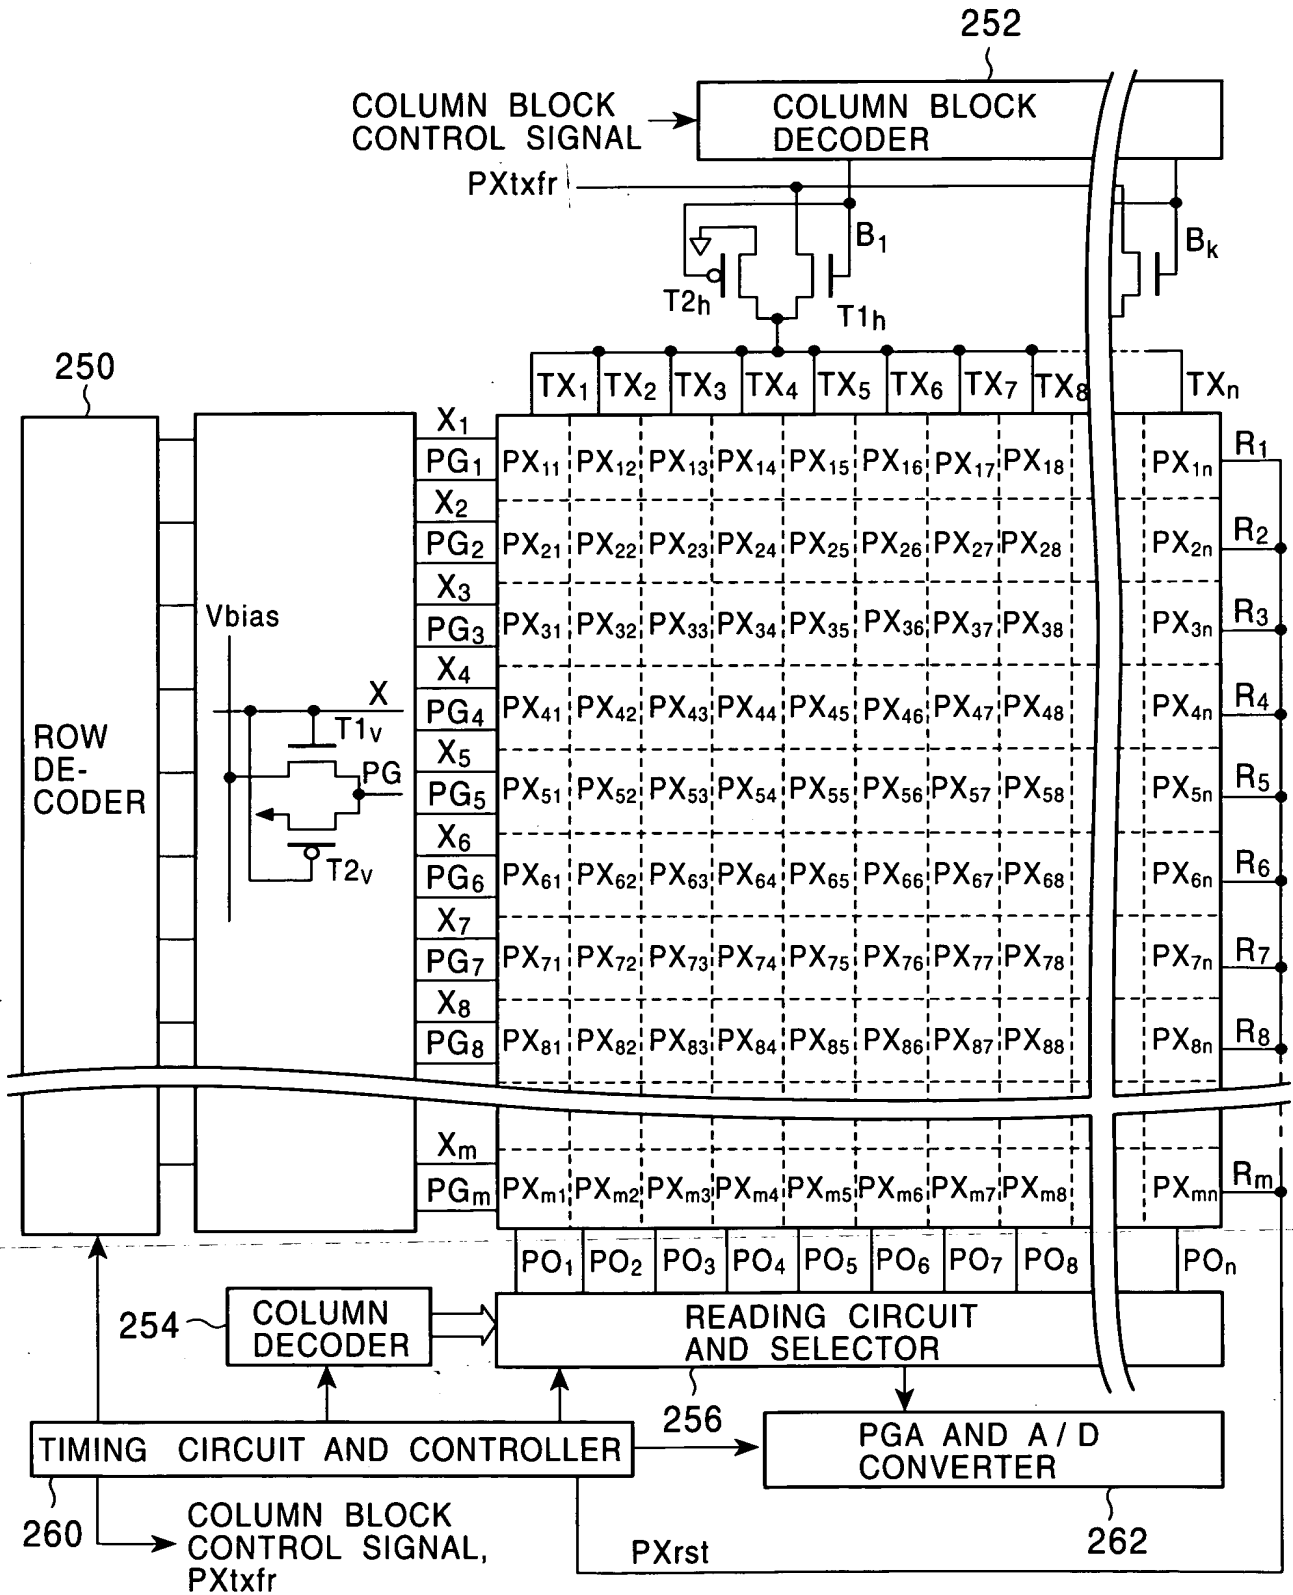 252
COLUMN BLOCK
CONTROL SIGNAL
COLUMN BLOCK
DECODER
PXtxfr
B1
Bk
T2h
T1h
250
TX1 TX2 TX3 TX4 TX5 TX6 TX7 TX8 TXn
X1
PG1 PX11 PX12 PX13 PX14 PX15 PX16 PX17 PX18 PX1n R1
X2
PG2 PX21 PX22 PX23 PX24 PX25 PX26 PX27 PX28 PX2n R2
X3
PG3 PX31 PX32 PX33 PX34 PX35 PX36 PX37 PX38 PX3n R3
X4
PG4 PX41 PX42 PX43 PX44 PX45 PX46 PX47 PX48 PX4n R4
X5
PG5 PX51 PX52 PX53 PX54 PX55 PX56 PX57 PX58 PX5n R5
X6
PG6 PX61 PX62 PX63 PX64 PX65 PX66 PX67 PX68 PX6n R6
X7
PG7 PX71 PX72 PX73 PX74 PX75 PX76 PX77 PX78 PX7n R7
X8
PG8 PX81 PX82 PX83 PX84 PX85 PX86 PX87 PX88 PX8n R8
Xm
PGm PXm1 PXm2 PXm3 PXm4 PXm5 PXm6 PXm7 PXm8 PXmn Rm
Vbias
X
T1v
PG
T2v
ROW
DE-
CODER
PO1 PO2 PO3 PO4 PO5 PO6 PO7 PO8 POn
254
COLUMN
DECODER
READING CIRCUIT
AND SELECTOR
256
TIMING CIRCUIT AND CONTROLLER
PGA AND A/D
CONVERTER
260
COLUMN BLOCK
CONTROL SIGNAL,
PXtxfr
PXrst
262